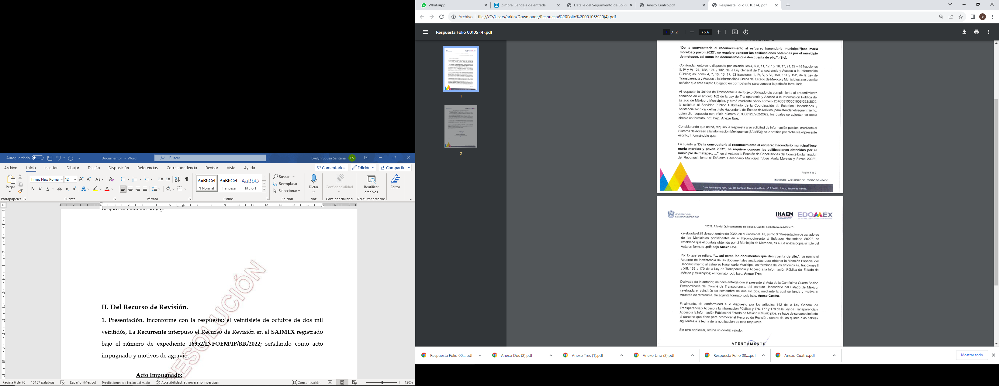 Autoguardado
Documento1 - Word
Buscar
Evelyn Souza Santana
ES
Archivo Inicio Insertar Dibujar Diseño Disposición Referencias Correspondencia Revisar Vista Ayuda
Comentarios
Edición
Compartir
Pegar
Times New Roma
12
Aa
N K S ab x₂ x²
AaBbCcI
¶ Normal
AaBbCcI
Francesa
AaBbC
Título 1
Buscar
Reemplazar
Seleccionar
Dictar
Confidencialidad
Reutilizar archivos
Editor
Portapapeles
Fuente
Párrafo
Estilos
Edición
Voz
Confidencialidad
Reutilizar archivos
II. Del Recurso de Revisión.
1. Presentación. Inconforme con la respuesta; el veintisiete de octubre de dos mil
veintidós, La Recurrente interpuso el Recurso de Revisión en el SAIMEX registrado
bajo el número de expediente 16952/INFOEM/IP/RR/2022; señalando como acto
impugnado y motivos de agravio:
Acto Impugnado:
ESOLUCIÓN
Página 6 de 70
15157 palabras
Español (México)
Predicciones de texto: activado
Accesibilidad: es necesario investigar
Concentración
120%
WhatsApp
Zimbra: Bandeja de entrada
Detalle del Seguimiento de Solic
Anexo Cuatro.pdf
Respuesta Folio 00105 (4).pdf
Archivo
file:///C:/Users/arkin/Downloads/Respuesta%20Folio%2000105%20(4).pdf
e
Respuesta Folio 00105 (4).pdf
1 / 2
75%
1
2
"De la convocatoria al reconocimiento al esfuerzo hacendario municipal"jose maria
morelos y pavon 2022", se requiere conocer las calificaciones obtenidas por el municipio
de metepec, asi como los documentos que den cuenta de ello.". (Sic).
Con fundamento en lo dispuesto por los artículos 4, 6, 8, 11, 12, 15, 16, 17, 21, 22 y 45 fracciones
II, IV y V; 121, 122, 124 y 132, de la Ley General de Transparencia y Acceso a la Información
Pública; así como 4, 7, 15, 16, 17, 53 fracciones II, IV, V, y VI, 150, 151 y 152, de la Ley de
Transparencia y Acceso a la Información Pública del Estado de México y Municipios; me permito
señalar que este Sujeto Obligado es competente para conocer la petición formulada.
Al respecto, la Unidad de Transparencia del Sujeto Obligado dio cumplimiento al procedimiento
señalado en el artículo 162 de la Ley de Transparencia y Acceso a la Información Pública del
Estado de México y Municipios, y turnó mediante oficio número 207C0310000100S/352/2022,
la solicitud al Servidor Público Habilitado de la Coordinación de Estudios Hacendarios y
Asistencia Técnica, del Instituto Hacendario del Estado de México, para atender el requerimiento,
quien dio respuesta con oficio número 207C0312L/202/2022, los cuales se adjuntan en copia
simple en formato .pdf, bajo, Anexo Uno.
Considerando que usted, requirió la respuesta a su solicitud de información pública, mediante el
Sistema de Acceso a la Información Mexiquense (SAIMEX); se le notifica por dicha vía el presente
escrito; informándole que:
En cuanto a "De la convocatoria al reconocimiento al esfuerzo hacendario municipal"jose
maria morelos y pavon 2022", se requiere conocer las calificaciones obtenidas por el
municipio de metepec, ...", en el Acta de la Reunión de Conclusiones del Comité Dictaminador
del Reconocimiento al Esfuerzo Hacendario Municipal "José María Morelos y Pavón 2022",
Página 1 de 2
INSTITUTO HACENDARIO DEL ESTADO DE MÉXICO
Calle Federalismo núm. 103, col. Santiago Tlaxomulco Centro, C.P. 50280, Toluca, Estado de México.
GOBIERNO DEL
ESTADO DE MÉXICO
IHAEM
EDOMÉX
"2022. Año del Quincentenario de Toluca, Capital del Estado de México".
celebrada el 29 de septiembre de 2022, en el Orden del Día, punto 3 "Presentación de ganadores
de los Municipios participantes en el Reconocimiento al Esfuerzo Hacendario 2022", se
establece que el puntaje obtenido por el Municipio de Metepec, es 4. Se anexa copia simple del
Acta en formato .pdf; bajo Anexo Dos.
Por lo que se refiere, "... asi como los documentos que den cuenta de ello.", se remite el
Acuerdo de Inexistencia de las documentales analizadas para obtener la Mención Especial del
Reconocimiento al Esfuerzo Hacendario Municipal, en términos de los artículos 49, fracciones II
y XIII, 169 y 170 de la Ley de Transparencia y Acceso a la Información Pública del Estado de
México y Municipios; en formato .pdf; bajo, Anexo Tres.
Derivado de lo anterior, se hace entrega con el presente el Acta de la Centésima Cuarta Sesión
Extraordinaria del Comité de Transparencia, del Instituto Hacendario del Estado de México,
celebrada el veintitrés de noviembre de dos mil dos, mediante la cual se funda y motiva el
Acuerdo de referencia. Se adjunta formato .pdf; bajo, Anexo Cuatro.
Finalmente, de conformidad a lo dispuesto por los artículos 142 de la Ley General de
Transparencia y Acceso a la Información Pública; y 176, 177 y 178 de la Ley de Transparencia y
Acceso a la Información Pública del Estado de México y Municipios, se hace de su conocimiento
el derecho que tiene para promover el Recurso de Revisión, dentro de los quince días hábiles
siguientes a la fecha de la notificación de esta respuesta.
Sin otro particular, reciba un cordial saludo.
ATENTAMENTE
Respuesta Folio 00....pdf
Anexo Dos (2).pdf
Anexo Tres (1).pdf
Anexo Uno (2).pdf
Respuesta Folio 00....pdf
Anexo Cuatro.pdf
Mostrar todo